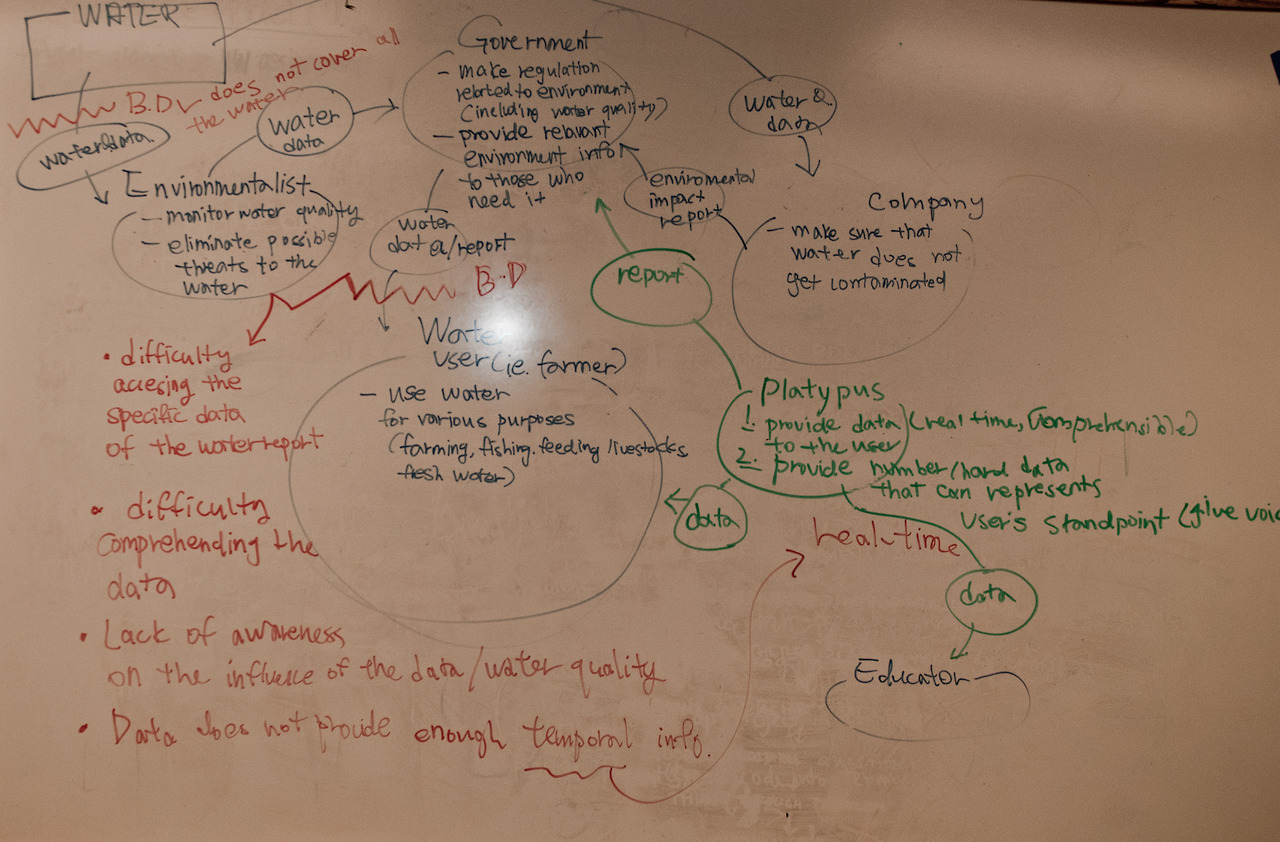 WATER
B.D
does not cover all
the water
water&data
water
data
Environmentalist
- monitor water quality
- eliminate possible
threats to the
water
Government
- make regulation
related to environment
(including water quality)
- provide relevant
environment info
to those who
need it
water &
data
enviromental
impact
report
Company
- make sure that
water does not
get contaminated
water
data/report
B.D
report
Water
user (ie. farmer)
- use water
for various purposes
(farming, fishing, feeding livestocks
fresh water)
Platypus
1. provide data (real time, comprehensible)
to the user
2. provide number/hard data
that can represents
user's standpoint (give
data
real-time
data
Educator
• difficulty
accesing the
specific data
of the water report
• difficulty
comprehending the
data
• Lack of awareness
on the influence of the data/water quality
• Data does not provide enough temporal info.